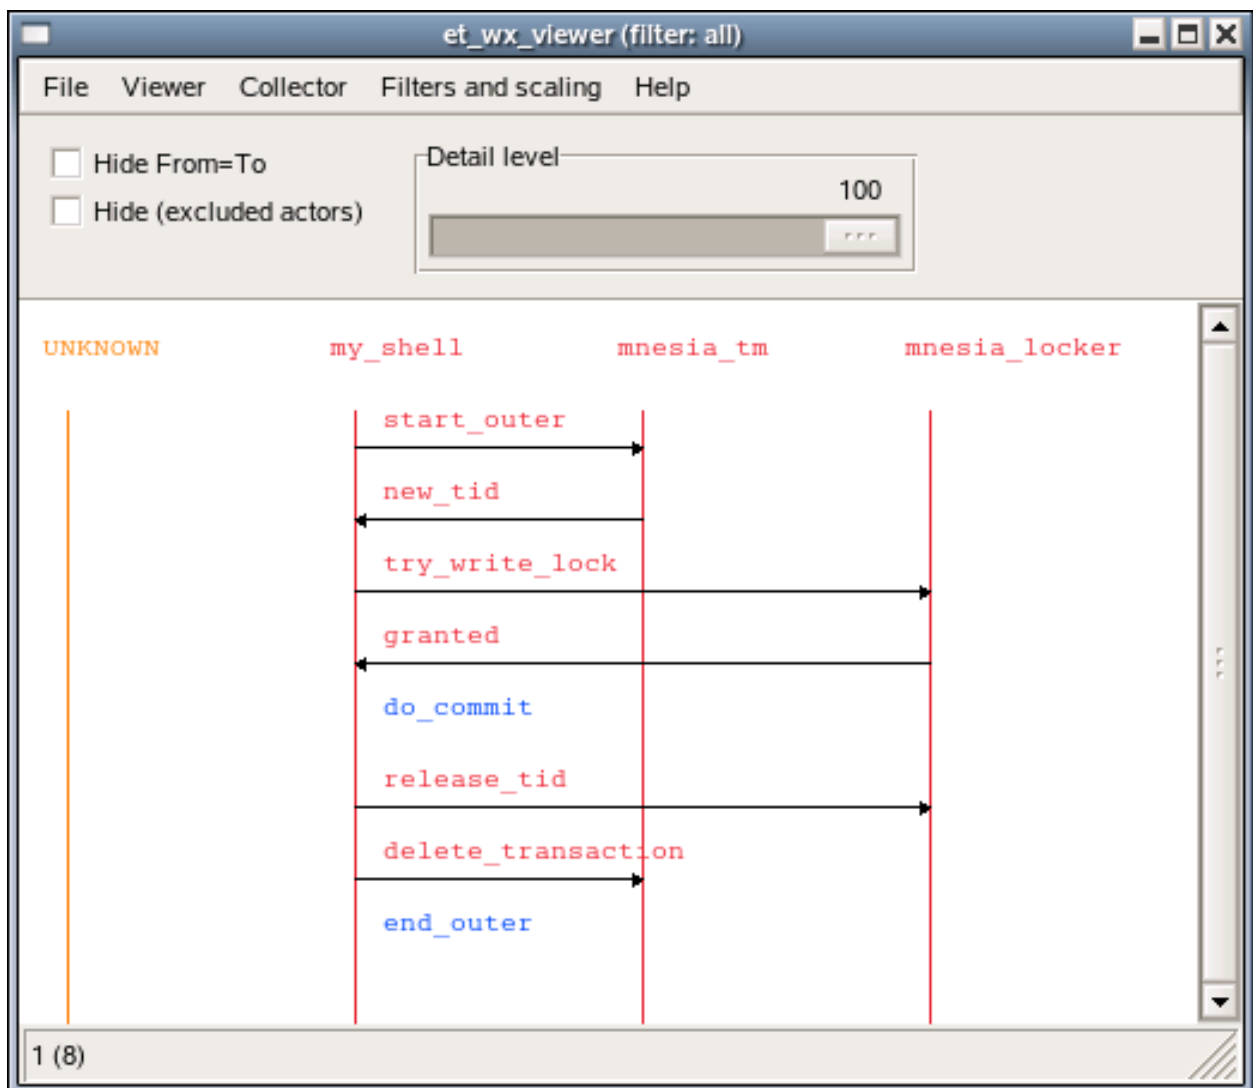 et_wx_viewer (filter: all)
File Viewer Collector Filters and scaling Help
Hide From=To
Hide (excluded actors)
Detail level
100
UNKNOWN my_shell mnesia_tm mnesia_locker
start_outer
new_tid
try_write_lock
granted
do_commit
release_tid
delete_transaction
end_outer
1 (8)